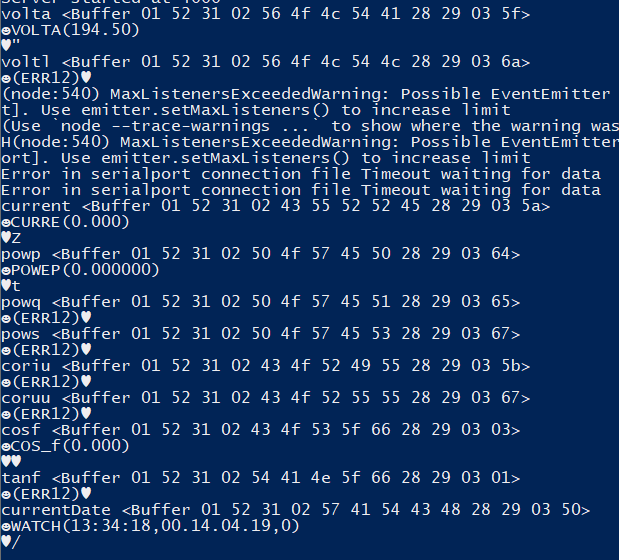 Server started at 4000
volta <Buffer 01 52 31 02 56 4f 4c 54 41 28 29 03 5f>
☻VOLTA(194.50)
♥"
voltl <Buffer 01 52 31 02 56 4f 4c 54 4c 28 29 03 6a>
☻(ERR12)♥
(node:540) MaxListenersExceededWarning: Possible EventEmitter
t]. Use emitter.setMaxListeners() to increase limit
(Use `node --trace-warnings ...` to show where the warning was
H(node:540) MaxListenersExceededWarning: Possible EventEmitter
ort]. Use emitter.setMaxListeners() to increase limit
Error in serialport connection file Timeout waiting for data
Error in serialport connection file Timeout waiting for data
current <Buffer 01 52 31 02 43 55 52 52 45 28 29 03 5a>
☻CURRE(0.000)
♥Z
powp <Buffer 01 52 31 02 50 4f 57 45 50 28 29 03 64>
☻POWEP(0.000000)
♥t
powq <Buffer 01 52 31 02 50 4f 57 45 51 28 29 03 65>
☻(ERR12)♥
pows <Buffer 01 52 31 02 50 4f 57 45 53 28 29 03 67>
☻(ERR12)♥
coriu <Buffer 01 52 31 02 43 4f 52 49 55 28 29 03 5b>
☻(ERR12)♥
coruu <Buffer 01 52 31 02 43 4f 52 55 55 28 29 03 67>
☻(ERR12)♥
cosf <Buffer 01 52 31 02 43 4f 53 5f 66 28 29 03 03>
☻COS_f(0.000)
♥♥
tanf <Buffer 01 52 31 02 54 41 4e 5f 66 28 29 03 01>
☻(ERR12)♥
currentDate <Buffer 01 52 31 02 57 41 54 43 48 28 29 03 50>
☻WATCH(13:34:18,00.14.04.19,0)
♥/